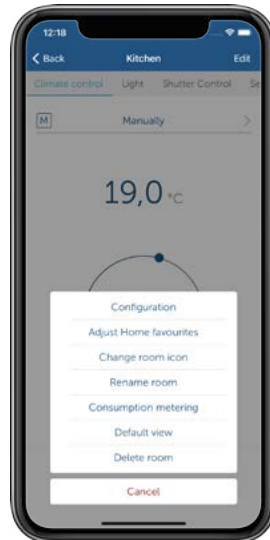 12:18
Back Kitchen Edit
Climate control Light Shutter Control Se
M Manually
19,0 °C
Configuration
Adjust Home favourites
Change room icon
Rename room
Consumption metering
Default view
Delete room
Cancel